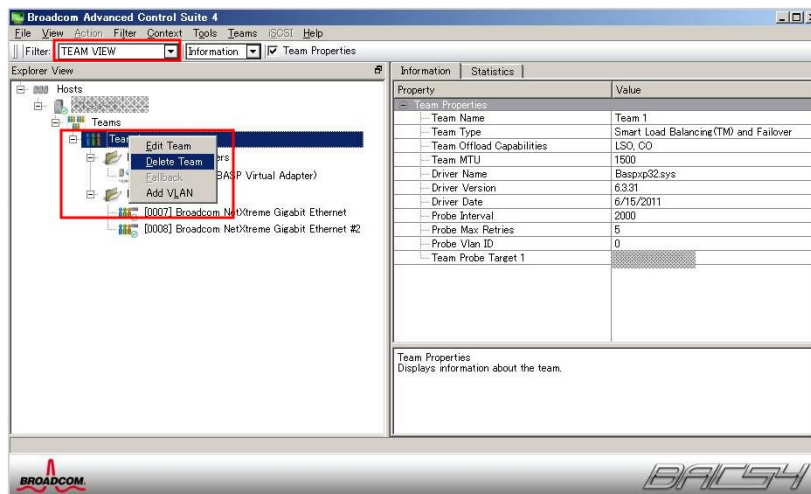 Broadcom Advanced Control Suite 4
File View Action Filter Context Tools Teams iSCSI Help
Filter: TEAM VIEW Information Team Properties
Explorer View
Hosts
Teams
Edit Team
Delete Team
Fallback
Add VLAN
BASP Virtual Adapter)
[0007] Broadcom NetXtreme Gigabit Ethernet
[0008] Broadcom NetXtreme Gigabit Ethernet #2
Information Statistics
Property Value
Team Properties
Team Name Team 1
Team Type Smart Load Balancing(TM) and Failover
Team Offload Capabilities LSO, CO
Team MTU 1500
Driver Name Baspxp32.sys
Driver Version 6.3.31
Driver Date 6/15/2011
Probe Interval 2000
Probe Max Retries 5
Probe Vlan ID 0
Team Probe Target 1
Team Properties
Displays information about the team.
BROADCOM.
BACS4